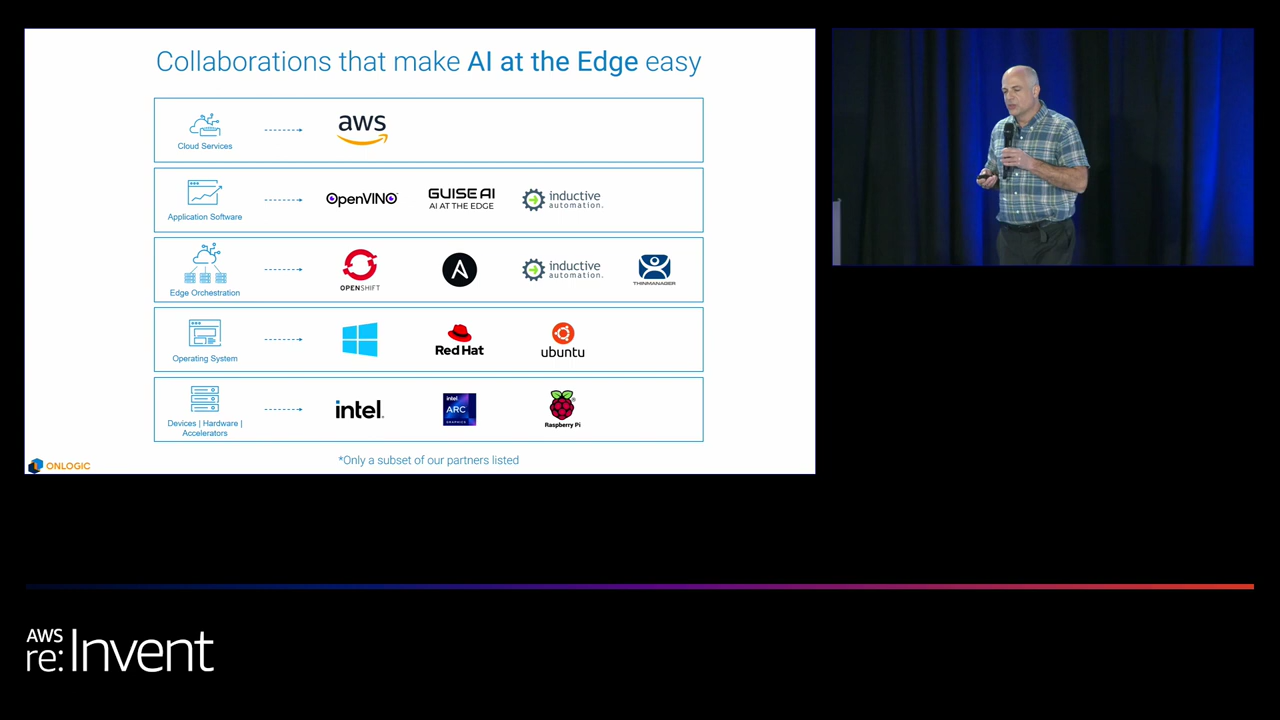 Collaborations that make AI at the Edge easy
Cloud Services
aws
Application Software
OpenVINO
GUISE AI
AI AT THE EDGE
inductive
automation.
Edge Orchestration
OPENSHIFT
A
inductive
automation.
THINMANAGER
Operating System
Red Hat
ubuntu
Devices | Hardware |
Accelerators
intel.
intel
ARC
GRAPHICS
Raspberry Pi
ONLOGIC
*Only a subset of our partners listed
AWS
re:Invent